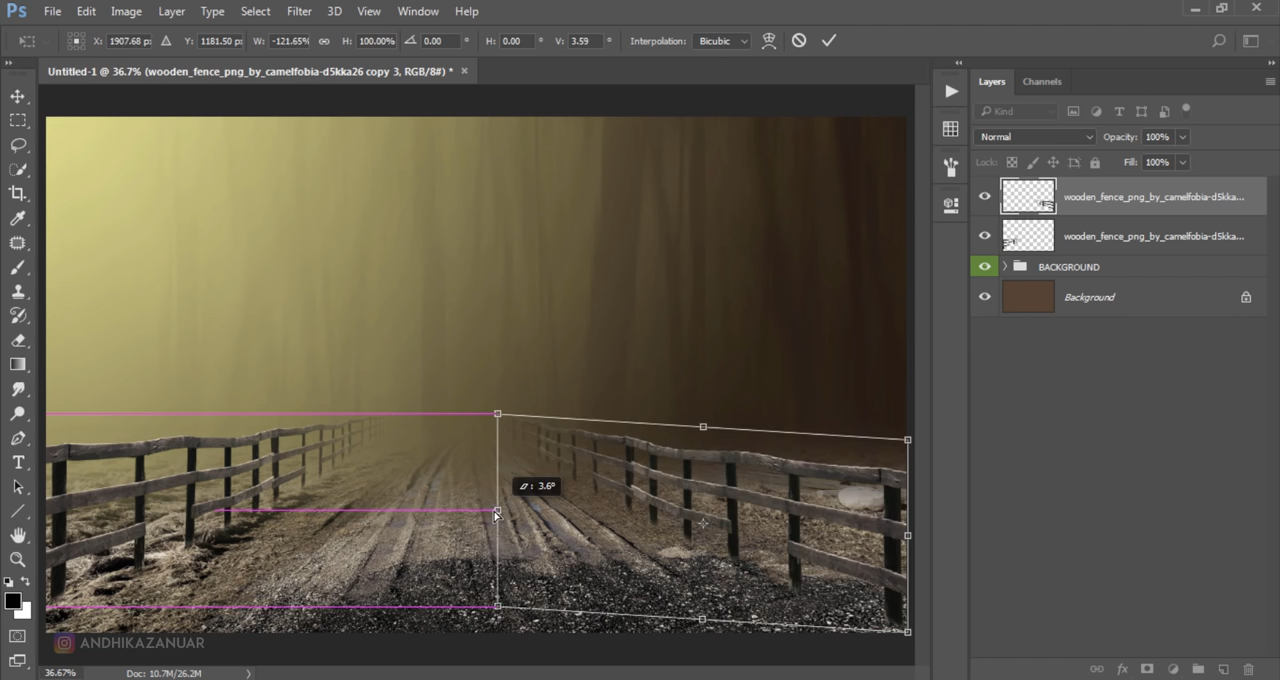 Ps File Edit Image Layer Type Select Filter 3D View Window Help
X: 1907.68 p: Y: 1181.50 p: W: -121.65% H: 100.00% 0.00 ° H: 0.00 ° V: 3.59 ° Interpolation: Bicubic
Untitled-1 @ 36.7% (wooden_fence_png_by_camelfobia-d5kka26 copy 3, RGB/8#) * ×
Layers Channels
Kind
Normal Opacity: 100%
Lock: Fill: 100%
wooden_fence_png_by_camelfobia-d5kka...
wooden_fence_png_by_camelfobia-d5kka...
BACKGROUND
Background
: 3.6°
ANDHIKAZANUAR
36.67% Doc: 10.7M/26.2M
fx